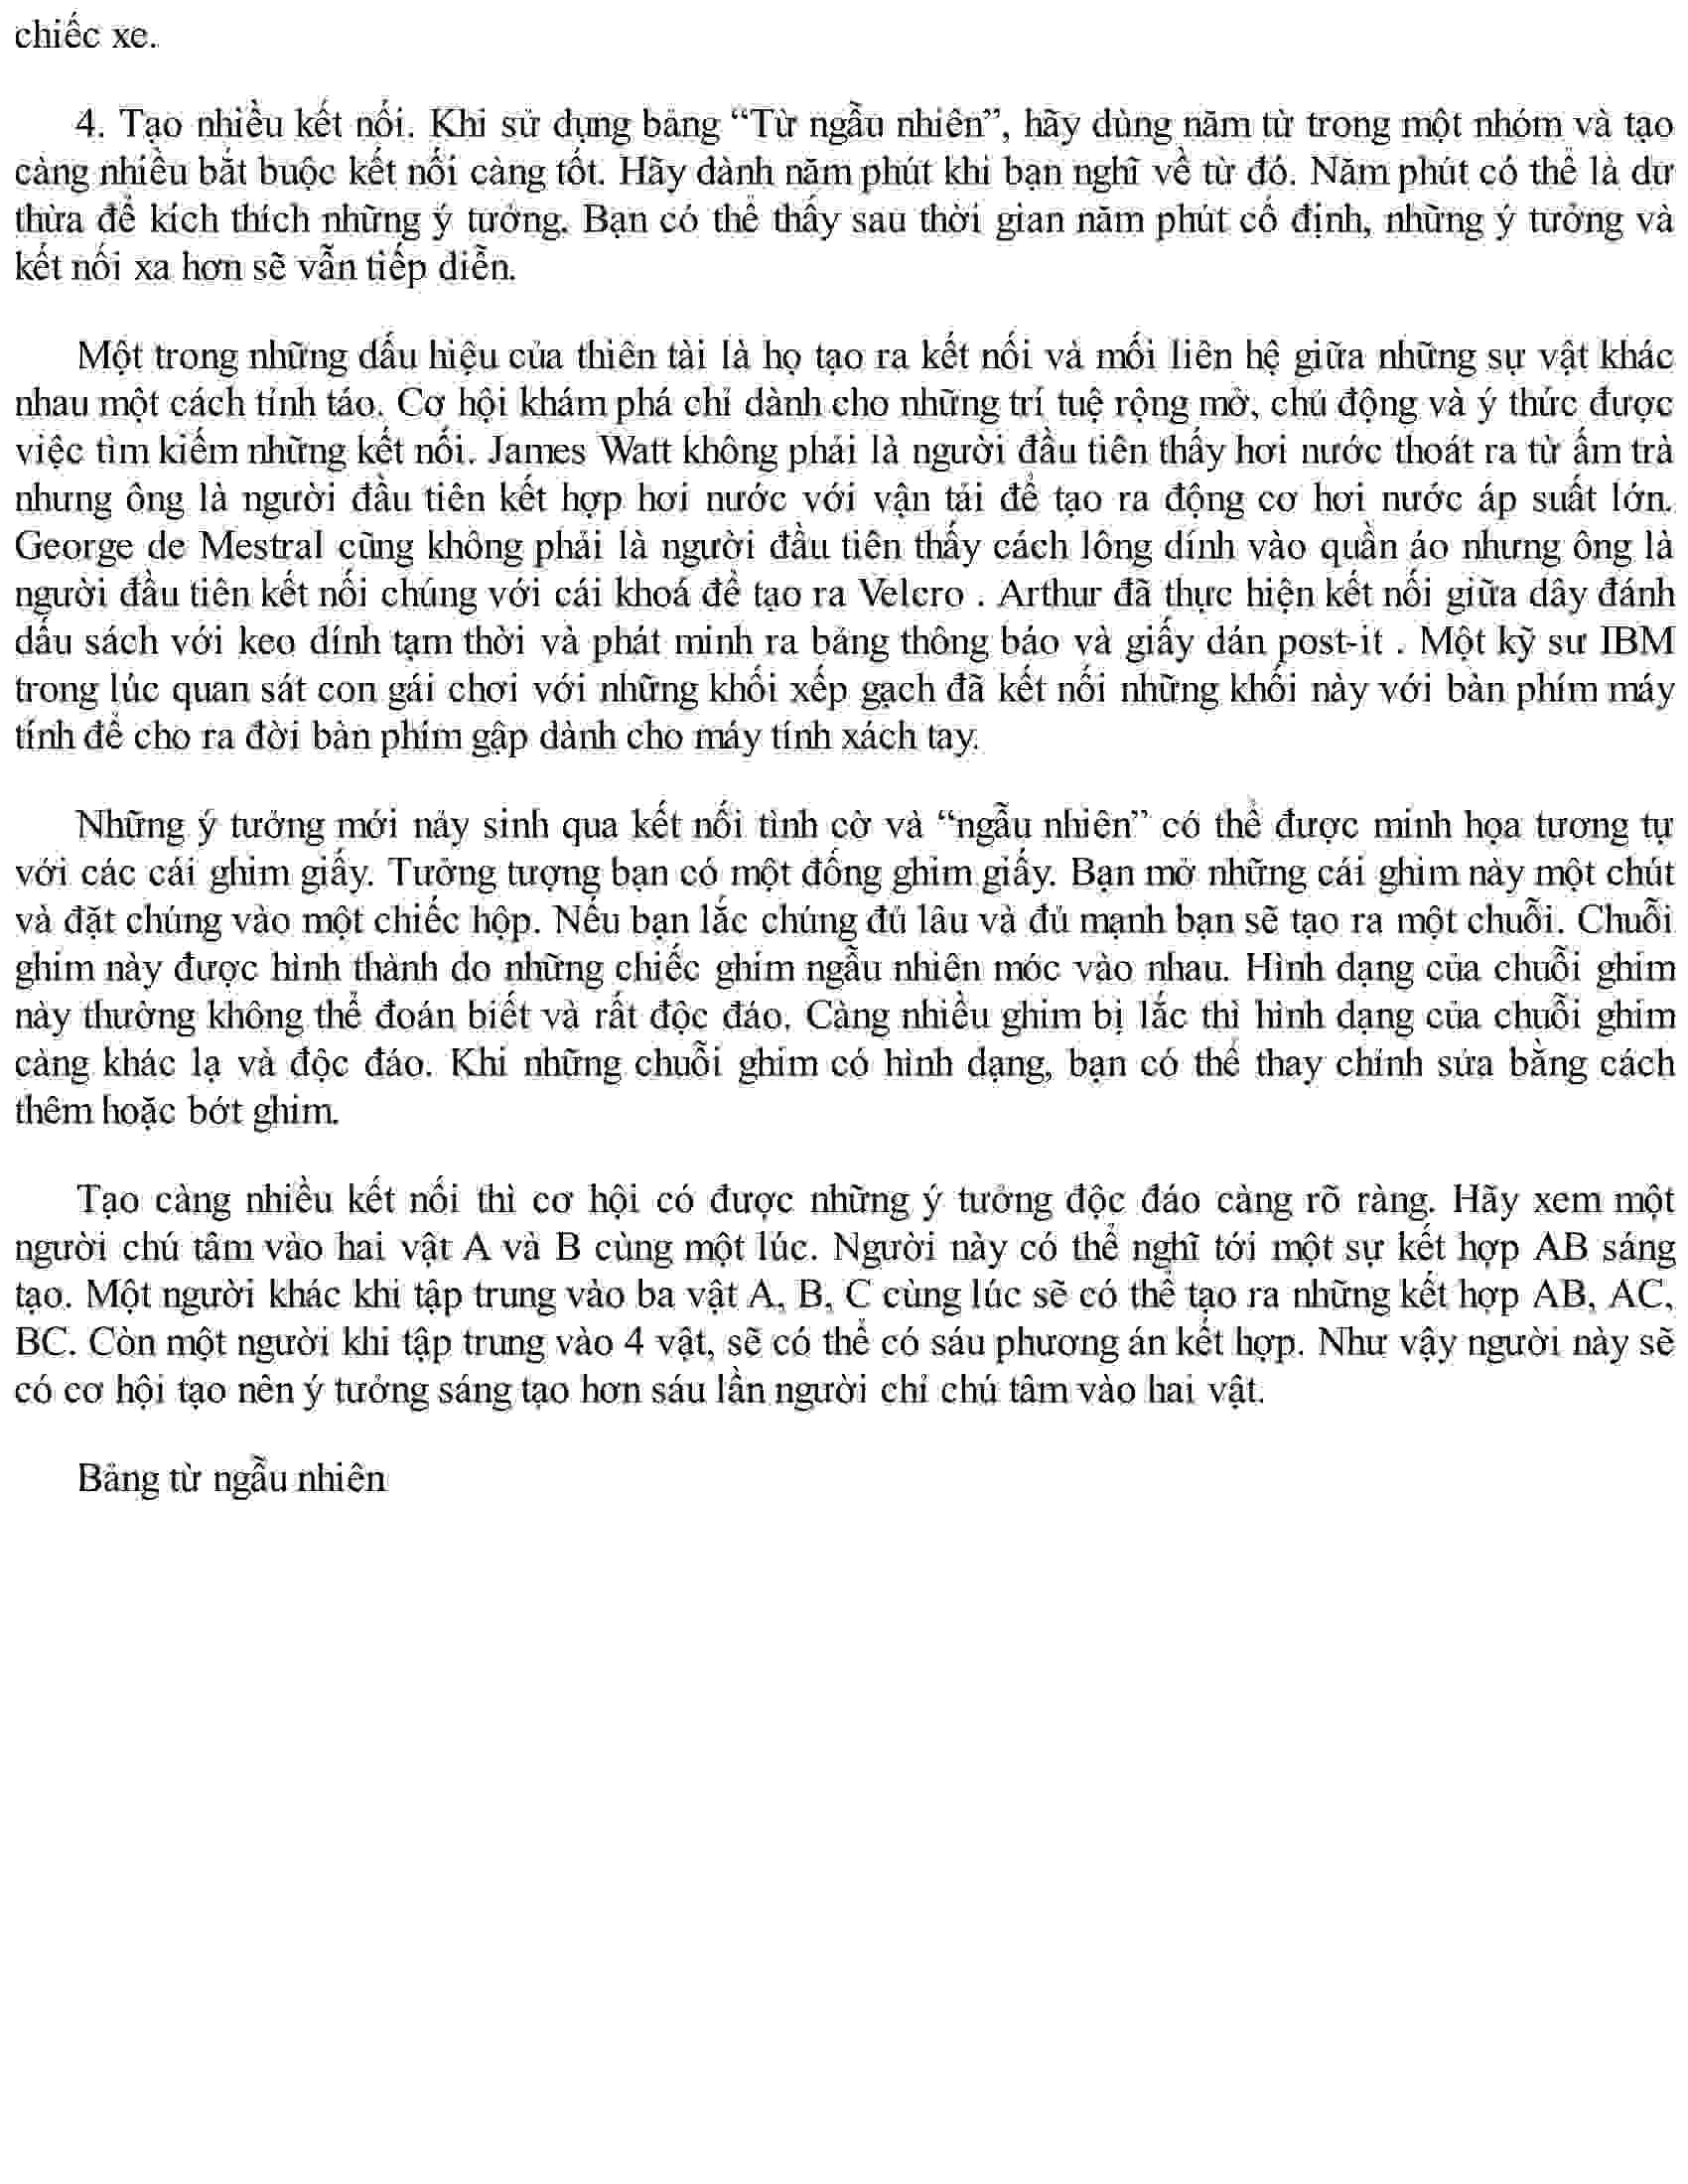 chiếc xe.
4. Tạo nhiều kết nối. Khi sử dụng bảng “Từ ngẫu nhiên”, hãy dùng năm từ trong một nhóm và tạo
càng nhiều bắt buộc kết nối càng tốt. Hãy dành năm phút khi bạn nghĩ về từ đó. Năm phút có thể là dư
thừa để kích thích những ý tưởng. Bạn có thể thấy sau thời gian năm phút cố định, những ý tưởng và
kết nối xa hơn sẽ vẫn tiếp diễn.
Một trong những dấu hiệu của thiên tài là họ tạo ra kết nối và mối liên hệ giữa những sự vật khác
nhau một cách tỉnh táo. Cơ hội khám phá chỉ dành cho những trí tuệ rộng mở, chủ động và ý thức được
việc tìm kiếm những kết nối. James Watt không phải là người đầu tiên thấy hơi nước thoát ra từ ấm trà
nhưng ông là người đầu tiên kết hợp hơi nước với vận tải để tạo ra động cơ hơi nước áp suất lớn.
George de Mestral cũng không phải là người đầu tiên thấy cách lông dính vào quần áo nhưng ông là
người đầu tiên kết nối chúng với cái khoá để tạo ra Velcro . Arthur đã thực hiện kết nối giữa dây đánh
dấu sách với keo dính tạm thời và phát minh ra bảng thông báo và giấy dán post-it . Một kỹ sư IBM
trong lúc quan sát con gái chơi với những khối xếp gạch đã kết nối những khối này với bàn phím máy
tính để cho ra đời bàn phím gập dành cho máy tính xách tay.
Những ý tưởng mới nảy sinh qua kết nối tình cờ và “ngẫu nhiên” có thể được minh họa tương tự
với các cái ghim giấy. Tưởng tượng bạn có một đống ghim giấy. Bạn mở những cái ghim này một chút
và đặt chúng vào một chiếc hộp. Nếu bạn lắc chúng đủ lâu và đủ mạnh bạn sẽ tạo ra một chuỗi. Chuỗi
ghim này được hình thành do những chiếc ghim ngẫu nhiên móc vào nhau. Hình dạng của chuỗi ghim
này thường không thể đoán biết và rất độc đáo. Càng nhiều ghim bị lắc thì hình dạng của chuỗi ghim
càng khác lạ và độc đáo. Khi những chuỗi ghim có hình dạng, bạn có thể thay chỉnh sửa bằng cách
thêm hoặc bớt ghim.
Tạo càng nhiều kết nối thì cơ hội có được những ý tưởng độc đáo càng rõ ràng. Hãy xem một
người chú tâm vào hai vật A và B cùng một lúc. Người này có thể nghĩ tới một sự kết hợp AB sáng
tạo. Một người khác khi tập trung vào ba vật A, B, C cùng lúc sẽ có thể tạo ra những kết hợp AB, AC,
BC. Còn một người khi tập trung vào 4 vật, sẽ có thể có sáu phương án kết hợp. Như vậy người này sẽ
có cơ hội tạo nên ý tưởng sáng tạo hơn sáu lần người chỉ chú tâm vào hai vật.
Bảng từ ngẫu nhiên